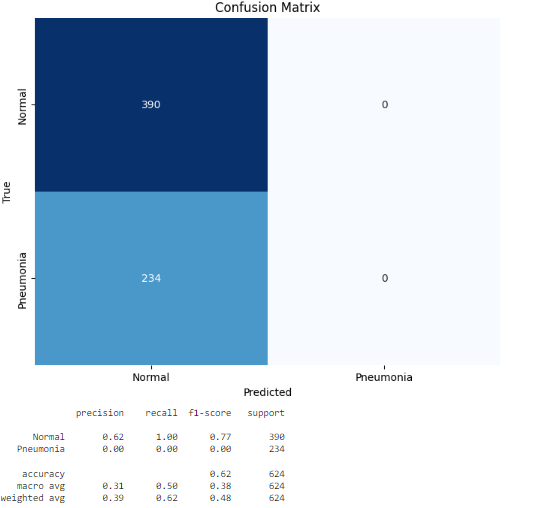 Confusion Matrix
Normal
390
0
True
Pneumonia
234
0
Normal Pneumonia
Predicted
precision recall f1-score support
Normal 0.62 1.00 0.77 390
Pneumonia 0.00 0.00 0.00 234
accuracy 0.62 624
macro avg 0.31 0.50 0.38 624
weighted avg 0.39 0.62 0.48 624